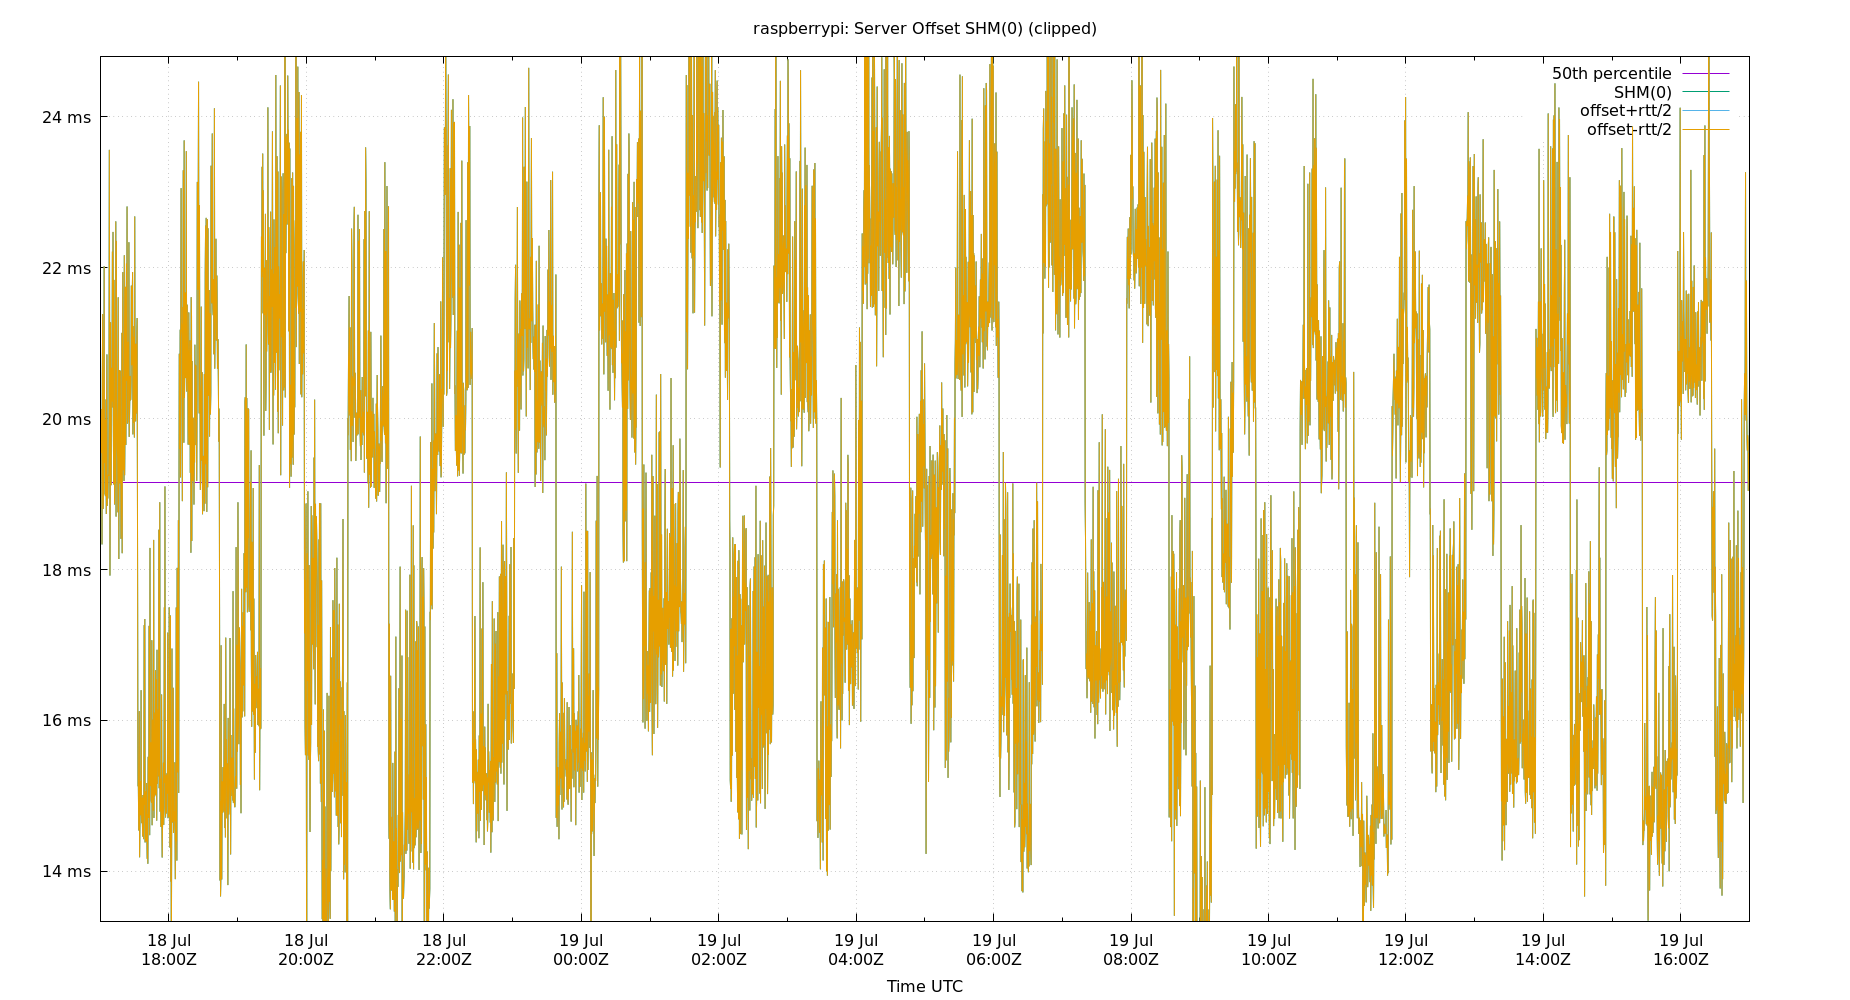 raspberrypi: Server Offset SHM(0) (clipped)
50th percentile
SHM(0)
offset+rtt/2
offset-rtt/2
24 ms
22 ms
20 ms
18 ms
16 ms
14 ms
18 Jul 18 Jul 18 Jul 19 Jul 19 Jul 19 Jul 19 Jul 19 Jul 19 Jul 19 Jul 19 Jul 19 Jul
18:00Z 20:00Z 22:00Z 00:00Z 02:00Z 04:00Z 06:00Z 08:00Z 10:00Z 12:00Z 14:00Z 16:00Z
Time UTC